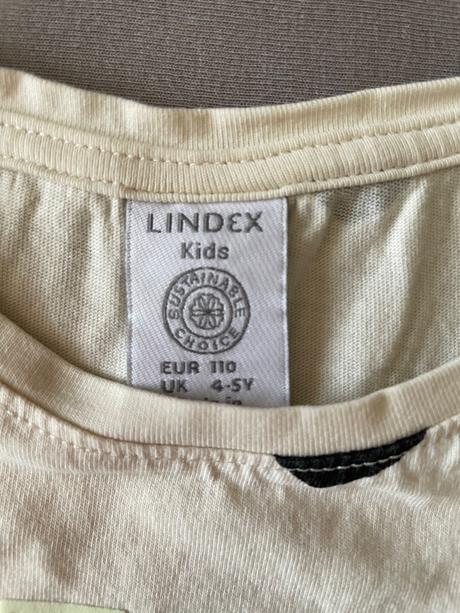 LINDEX
Kids
SUSTAINABLE
CHOICE
EUR 110
UK 4-5Y